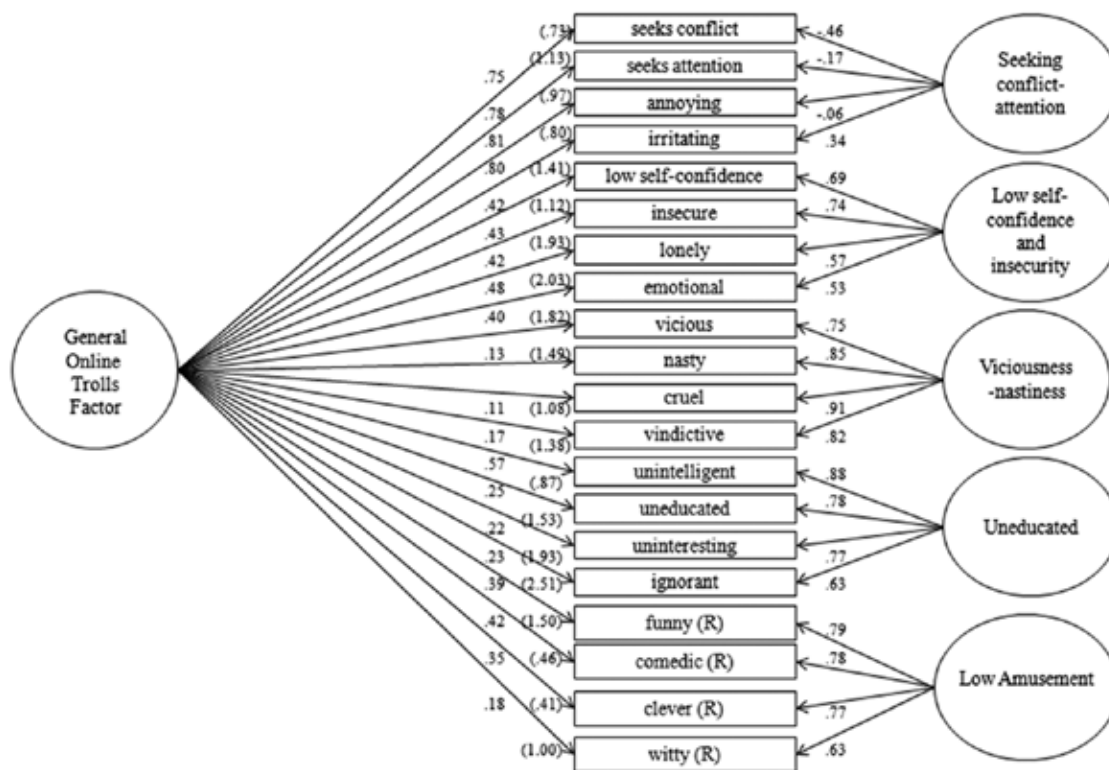 General
Online
Trolls
Factor
.75
.78
.81
.80
.42
.43
.42
.48
.40
.13
.11
.17
.57
.25
.22
.23
.39
.42
.35
.18
(.73)
(1.13)
(.97)
(.80)
(1.41)
(1.12)
(1.93)
(2.03)
(1.82)
(1.49)
(1.08)
(1.38)
(.87)
(1.53)
(1.93)
(2.51)
(1.50)
(.46)
(.41)
(1.00)
seeks conflict
seeks attention
annoying
irritating
low self-confidence
insecure
lonely
emotional
vicious
nasty
cruel
vindictive
unintelligent
uneducated
uninteresting
ignorant
funny (R)
comedic (R)
clever (R)
witty (R)
-.46
-.17
-.06
.34
.69
.74
.57
.53
.75
.85
.91
.82
.88
.78
.77
.63
.79
.78
.77
.63
Seeking
conflict-
attention
Low self-
confidence
and
insecurity
Viciousness
-nastiness
Uneducated
Low Amusement